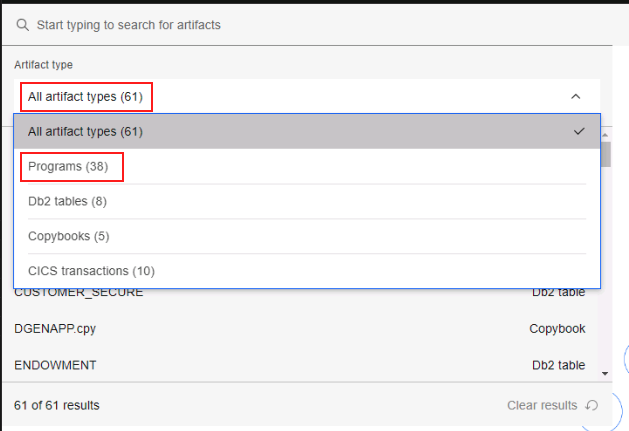 Start typing to search for artifacts
Artifact type
All artifact types (61)
All artifact types (61)
Programs (38)
Db2 tables (8)
Copybooks (5)
CICS transactions (10)
CUSTOMER_SECURE Db2 table
DGENAPP.cpy Copybook
ENDOWMENT Db2 table
61 of 61 results Clear results